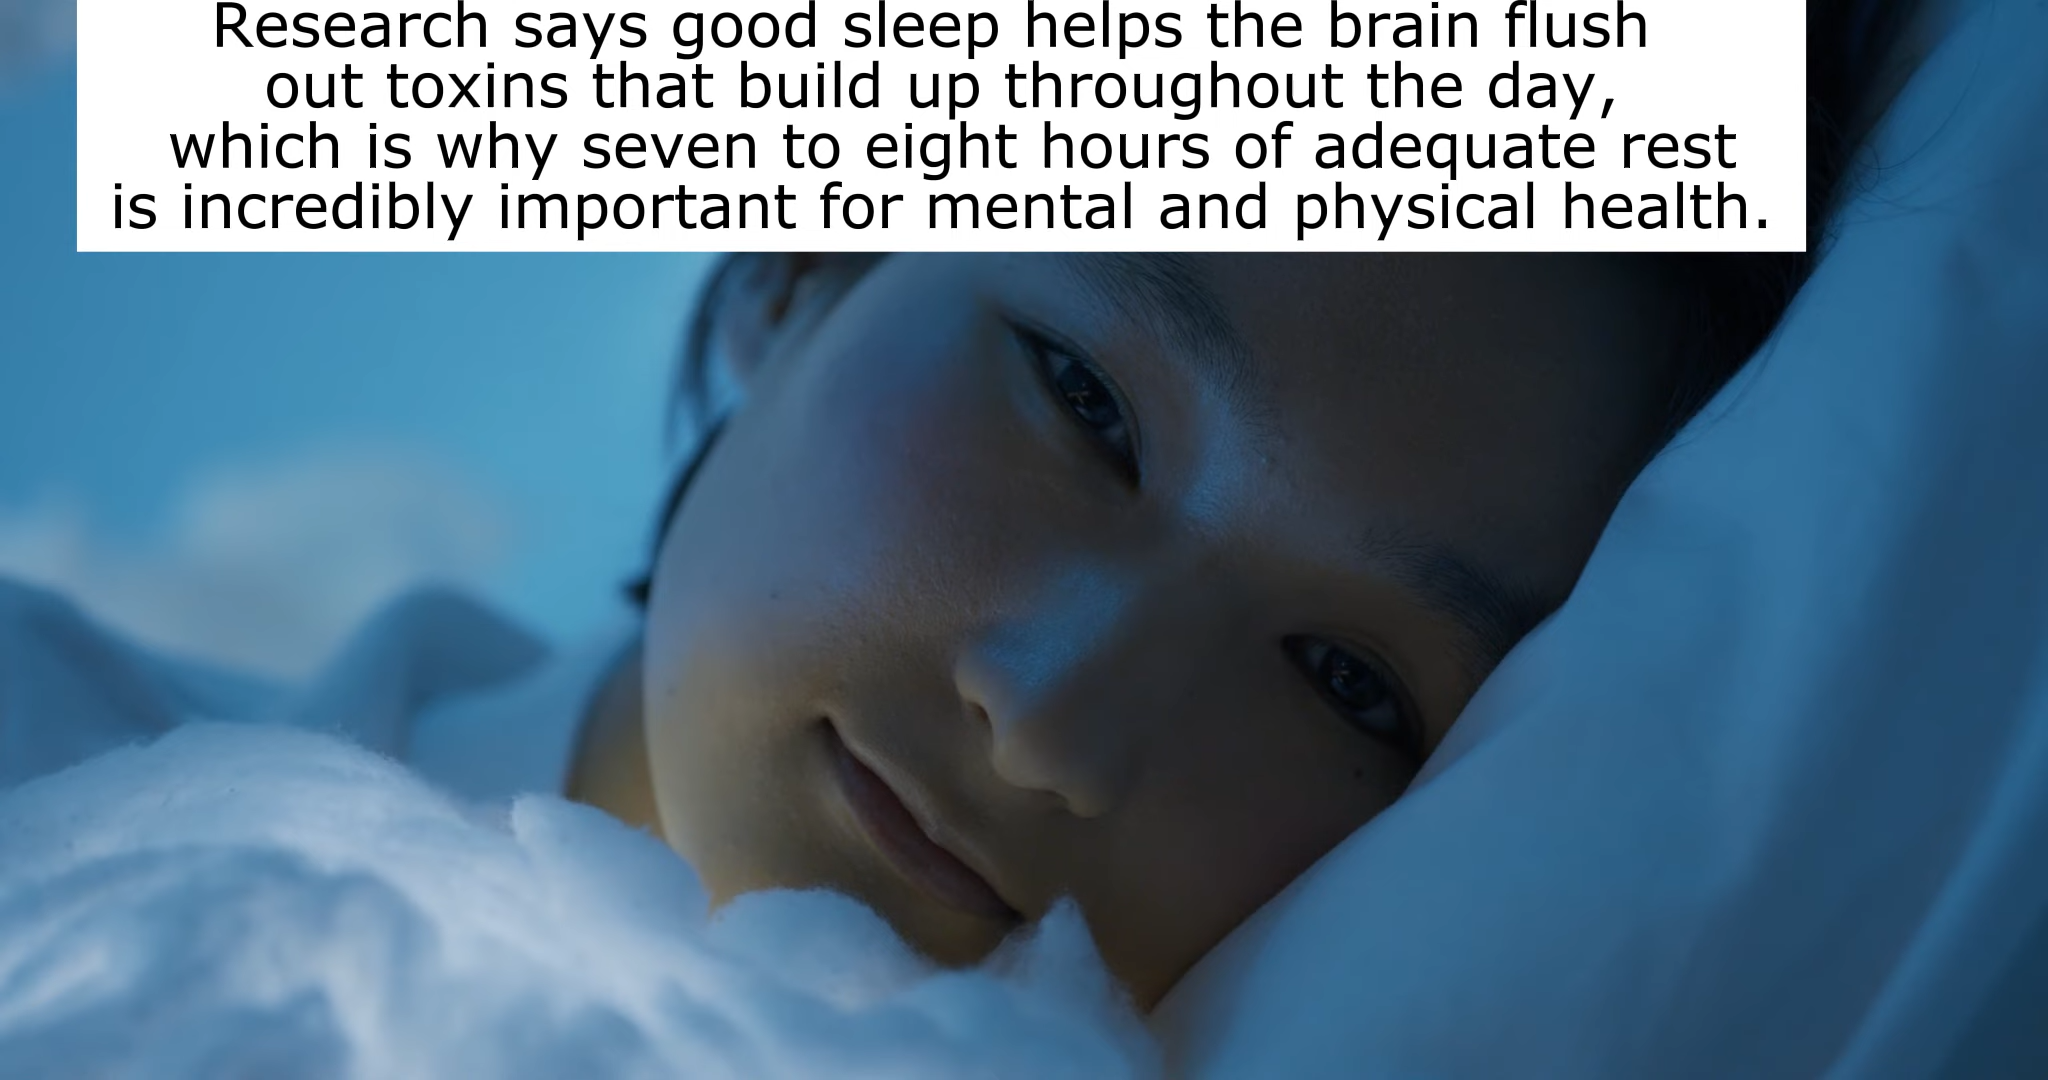 Research says good sleep helps the brain flush
out toxins that build up throughout the day,
which is why seven to eight hours of adequate rest
is incredibly important for mental and physical health.